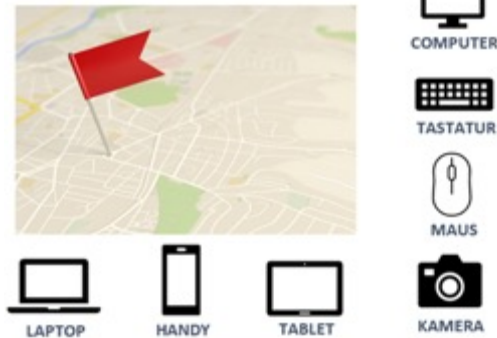 COMPUTER
TASTATUR
MAUS
LAPTOP
HANDY
TABLET
KAMERA